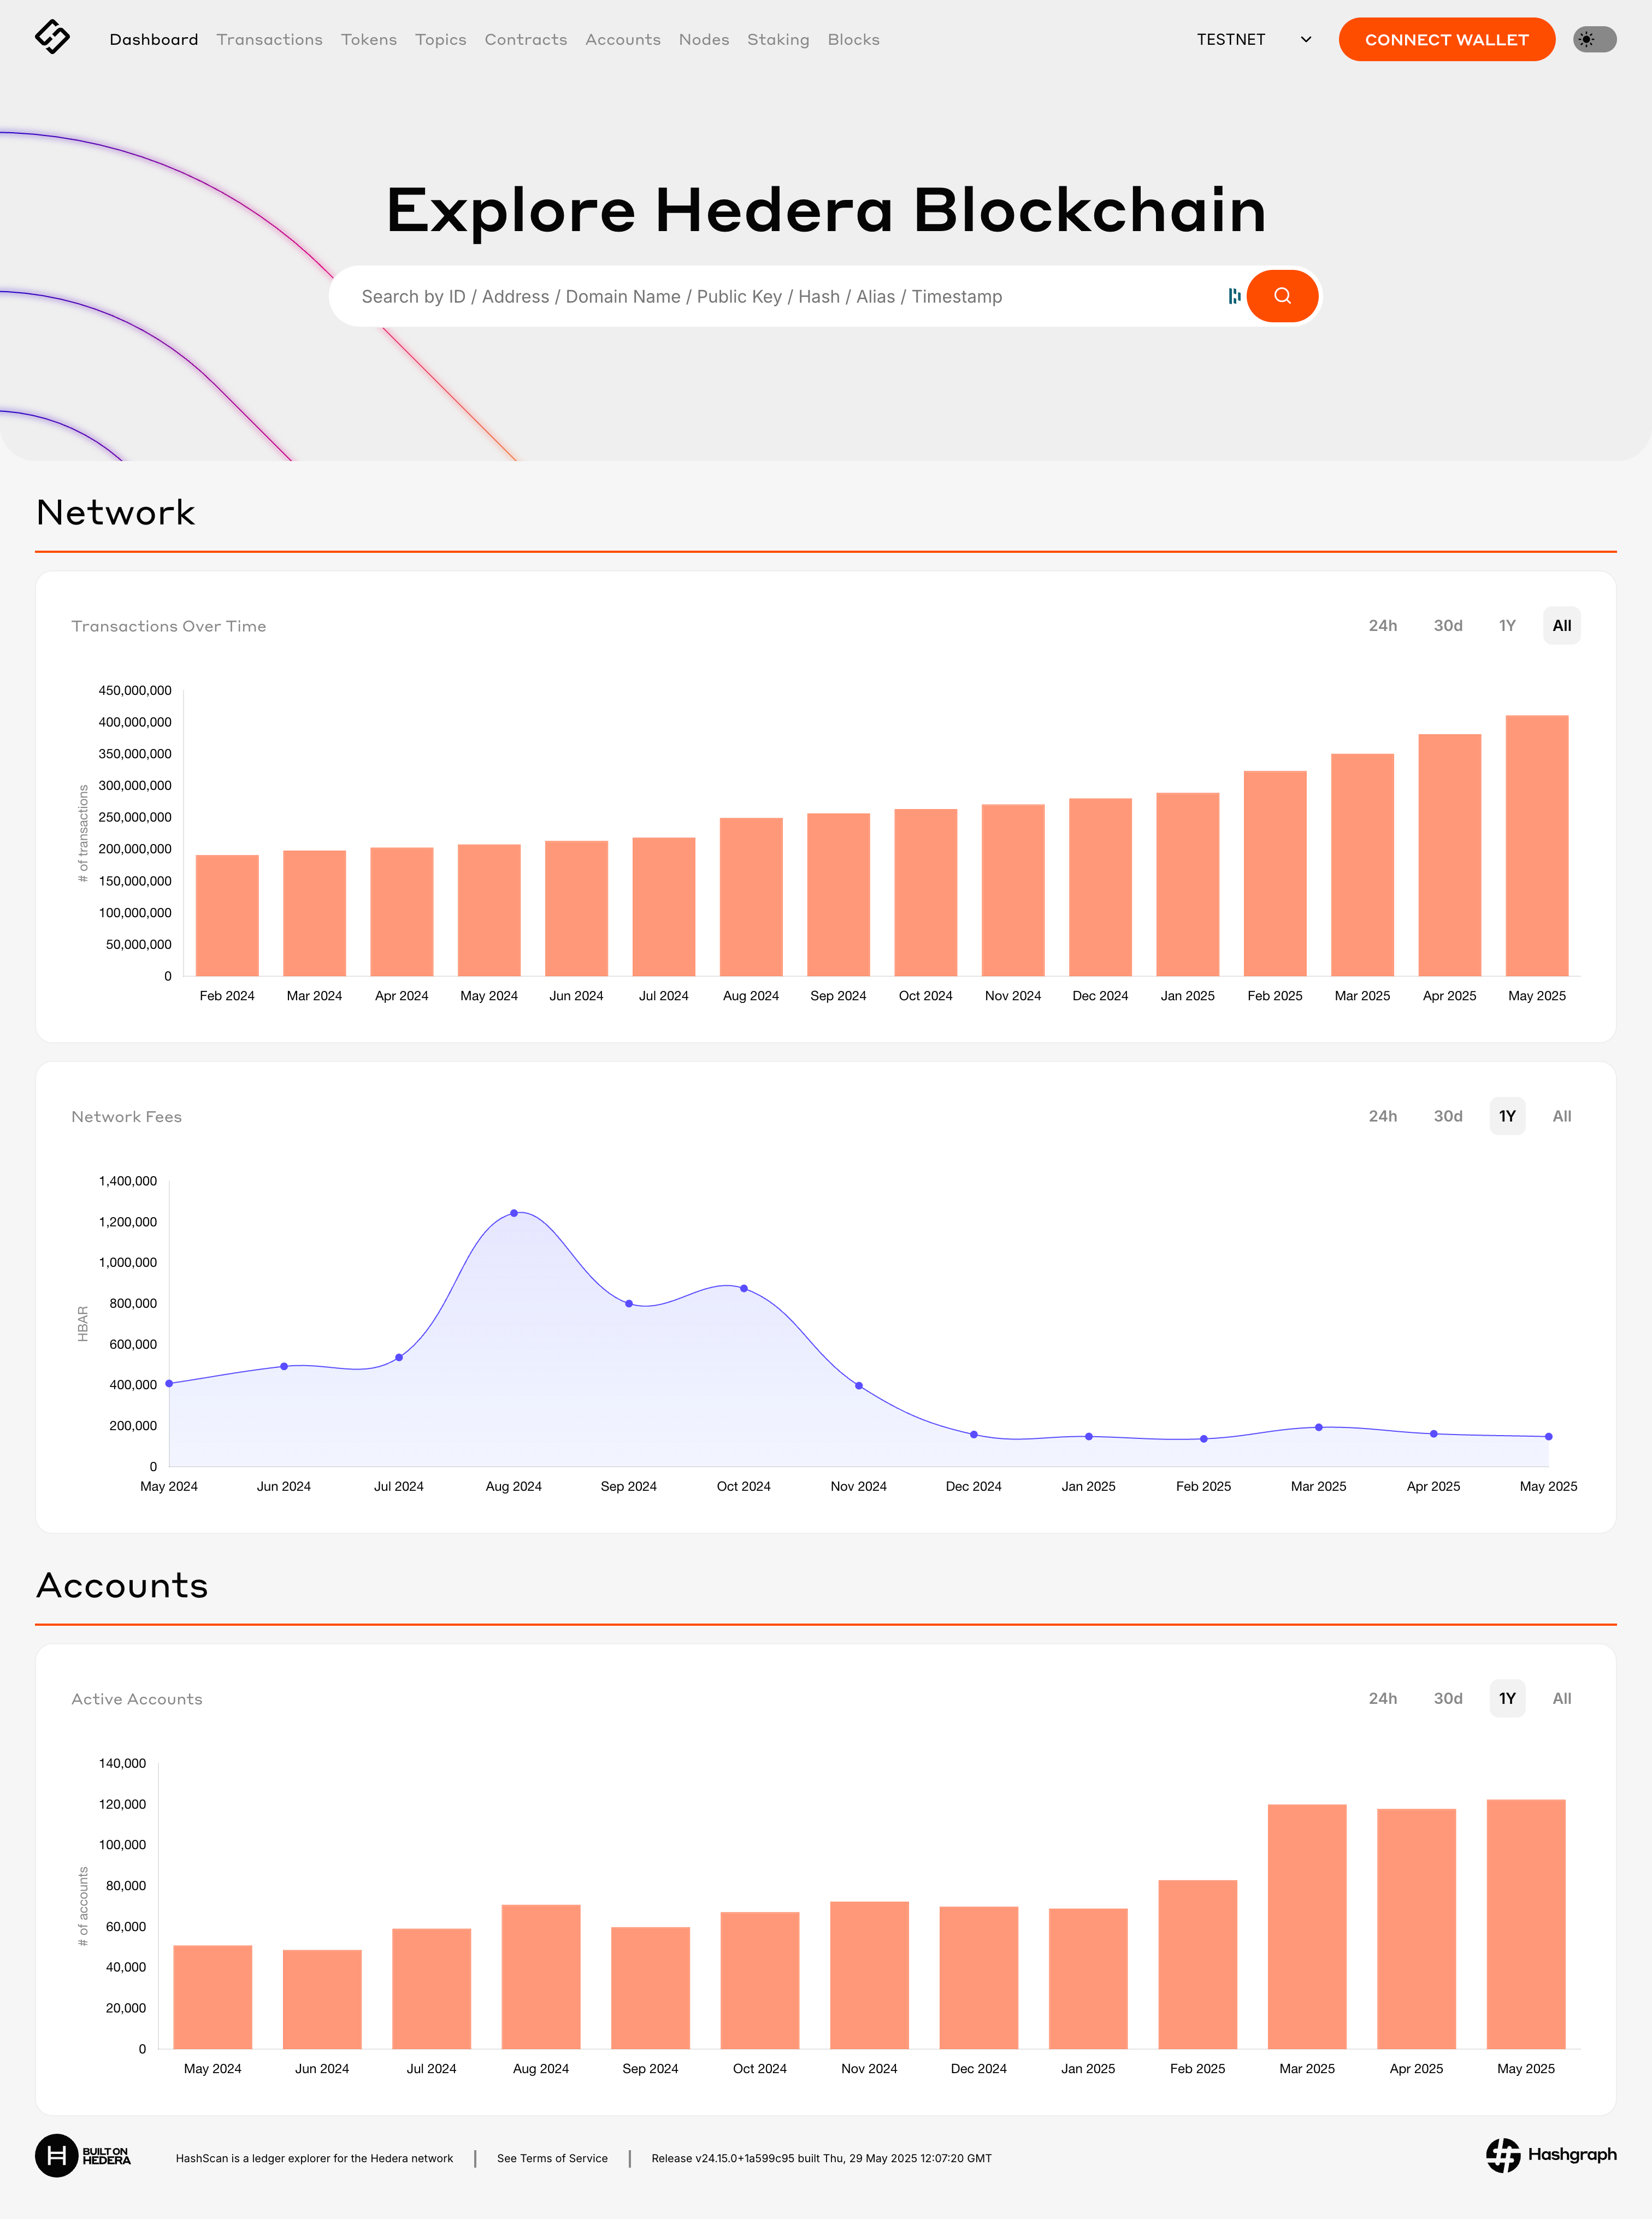 Dashboard Transactions Tokens Topics Contracts Accounts Nodes Staking Blocks TESTNET CONNECT WALLET
Explore Hedera Blockchain
Search by ID / Address / Domain Name / Public Key / Hash / Alias / Timestamp
Network
Transactions Over Time 24h 30d 1Y All
# of transactions
450,000,000
400,000,000
350,000,000
300,000,000
250,000,000
200,000,000
150,000,000
100,000,000
50,000,000
0
Feb 2024 Mar 2024 Apr 2024 May 2024 Jun 2024 Jul 2024 Aug 2024 Sep 2024 Oct 2024 Nov 2024 Dec 2024 Jan 2025 Feb 2025 Mar 2025 Apr 2025 May 2025
Network Fees 24h 30d 1Y All
HBAR
1,400,000
1,200,000
1,000,000
800,000
600,000
400,000
200,000
0
May 2024 Jun 2024 Jul 2024 Aug 2024 Sep 2024 Oct 2024 Nov 2024 Dec 2024 Jan 2025 Feb 2025 Mar 2025 Apr 2025 May 2025
Accounts
Active Accounts 24h 30d 1Y All
# of accounts
140,000
120,000
100,000
80,000
60,000
40,000
20,000
0
May 2024 Jun 2024 Jul 2024 Aug 2024 Sep 2024 Oct 2024 Nov 2024 Dec 2024 Jan 2025 Feb 2025 Mar 2025 Apr 2025 May 2025
H BUILT ON
HEDERA
HashScan is a ledger explorer for the Hedera network | See Terms of Service | Release v24.15.0+1a599c95 built Thu, 29 May 2025 12:07:20 GMT
Hashgraph